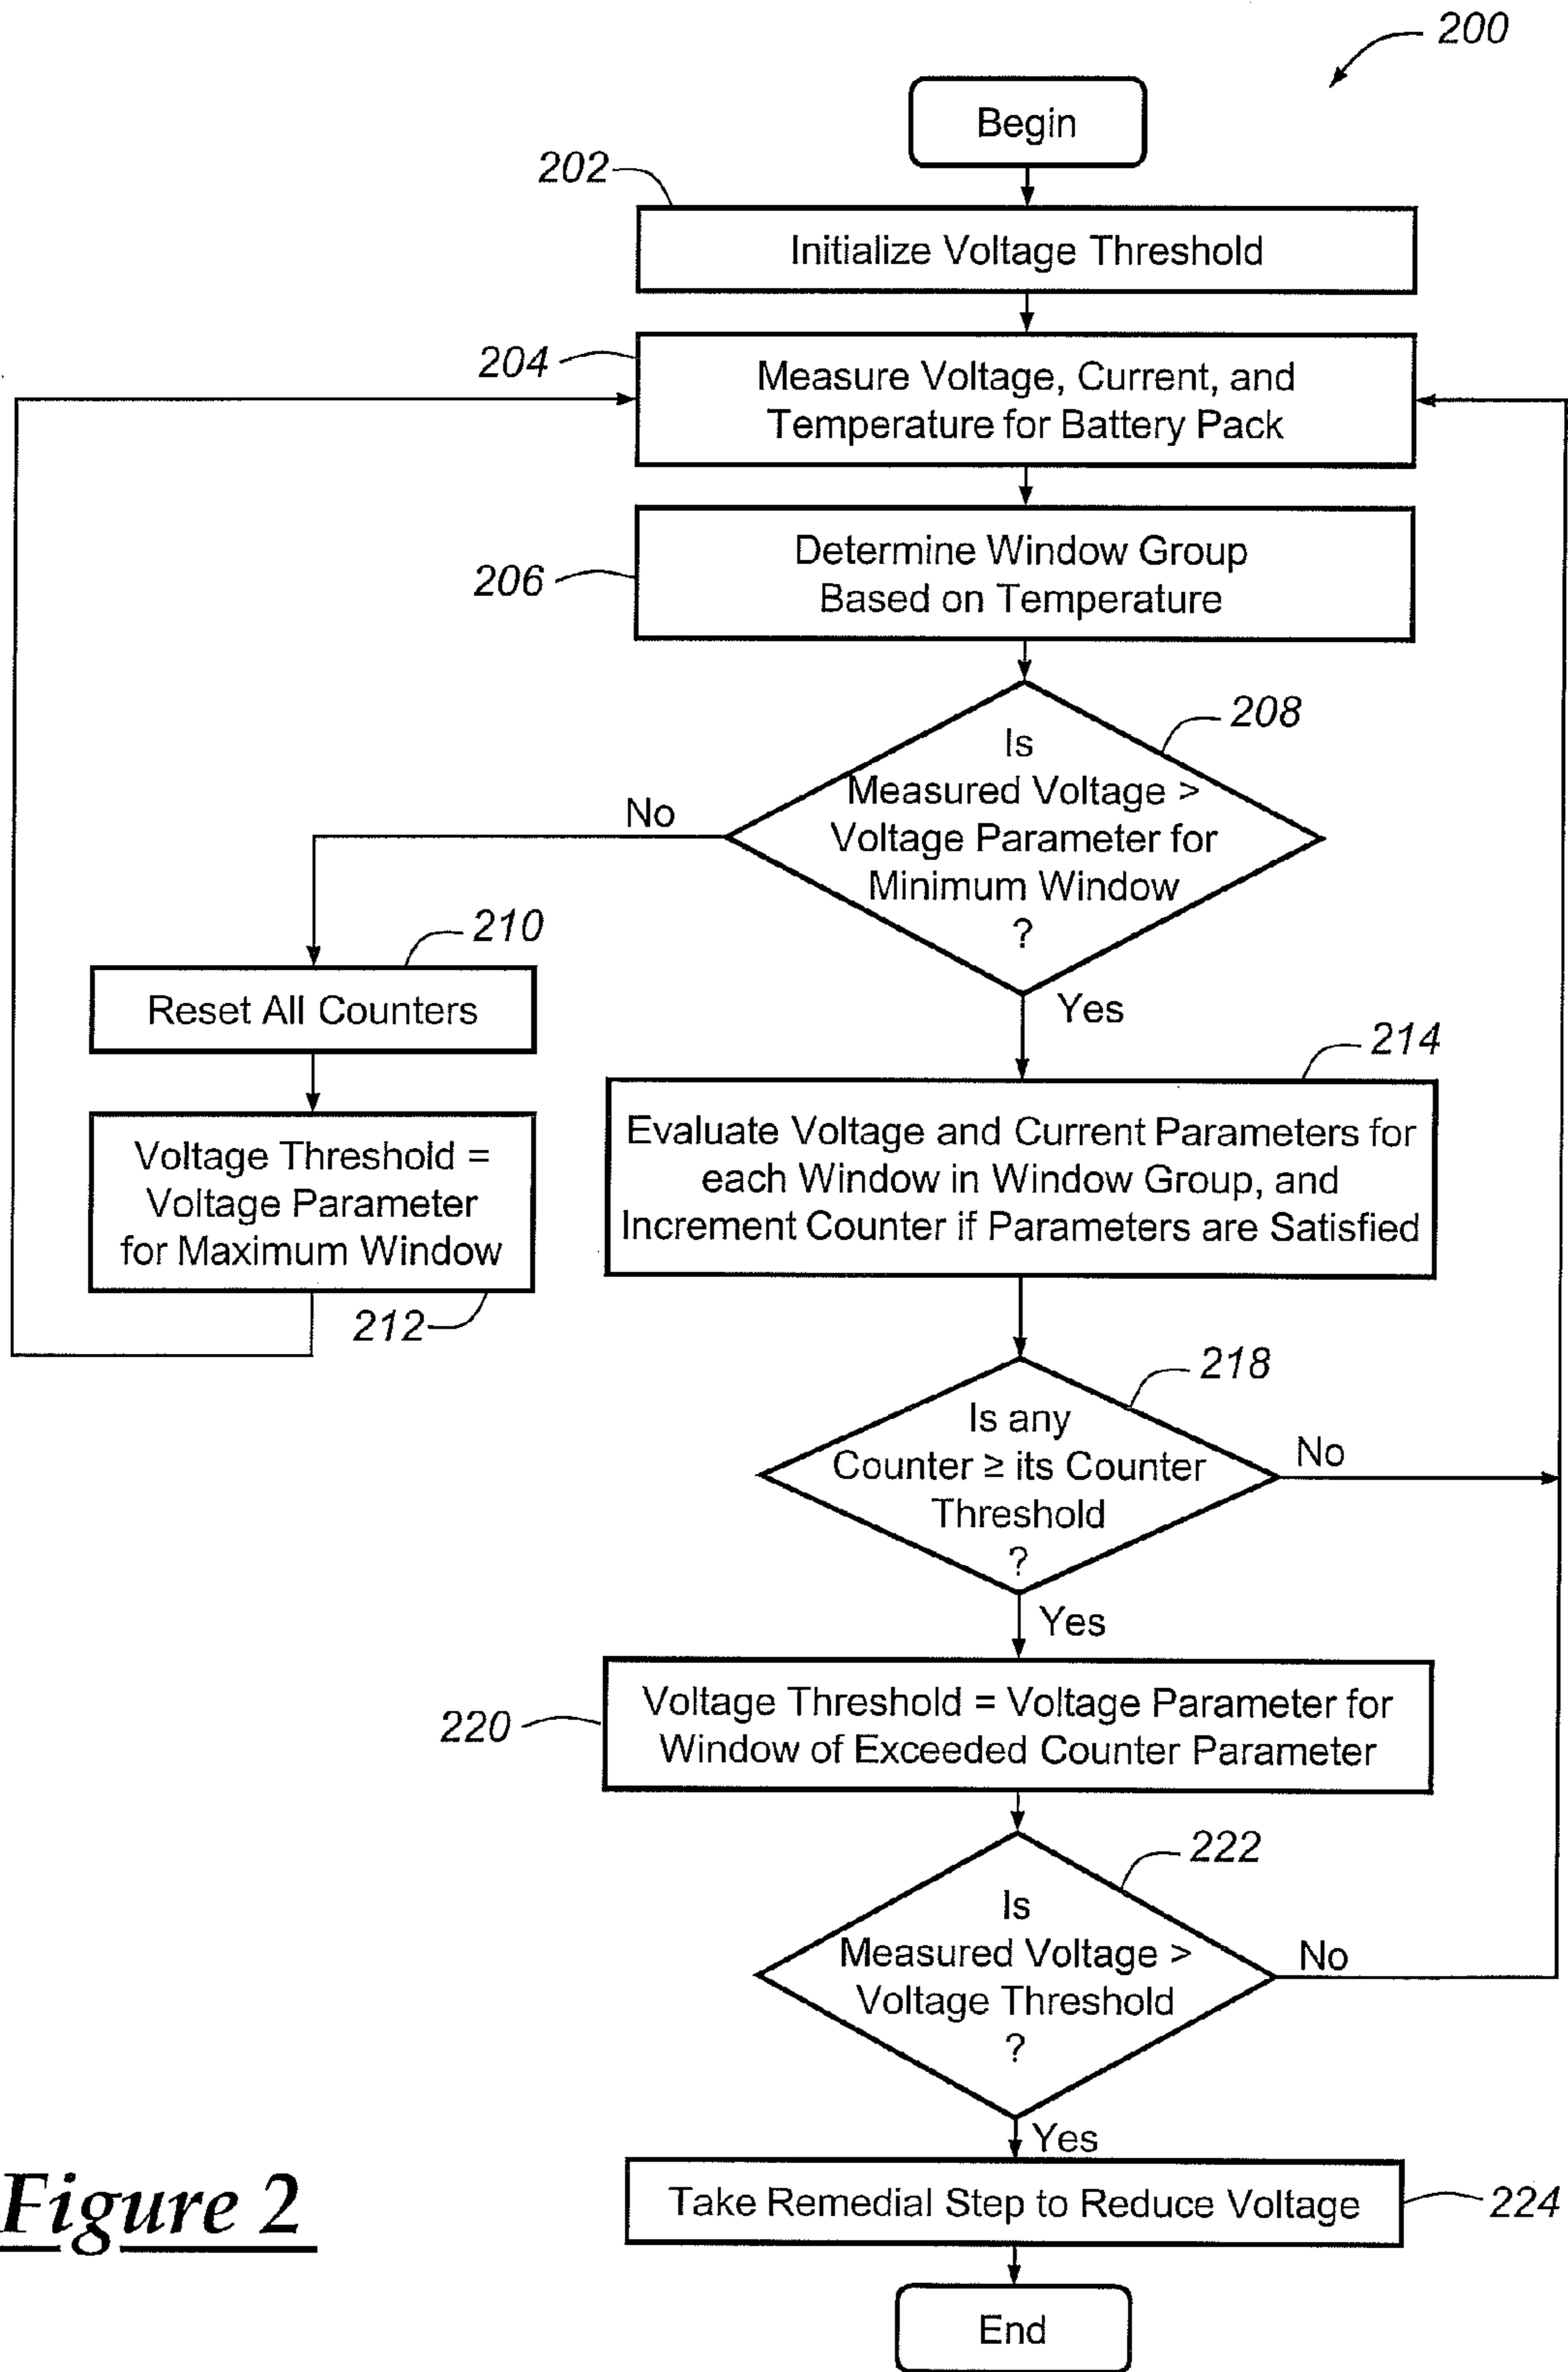 200
Begin
202
Initialize Voltage Threshold
204
Measure Voltage, Current, and
Temperature for Battery Pack
206
Determine Window Group
Based on Temperature
208
Is
Measured Voltage >
Voltage Parameter for
Minimum Window
?
No
Yes
210
Reset All Counters
Voltage Threshold =
Voltage Parameter
for Maximum Window
212
214
Evaluate Voltage and Current Parameters for
each Window in Window Group, and
Increment Counter if Parameters are Satisfied
218
Is any
Counter ≥ its Counter
Threshold
?
No
Yes
220
Voltage Threshold = Voltage Parameter for
Window of Exceeded Counter Parameter
222
Is
Measured Voltage >
Voltage Threshold
?
No
Yes
Take Remedial Step to Reduce Voltage
224
End
Figure 2